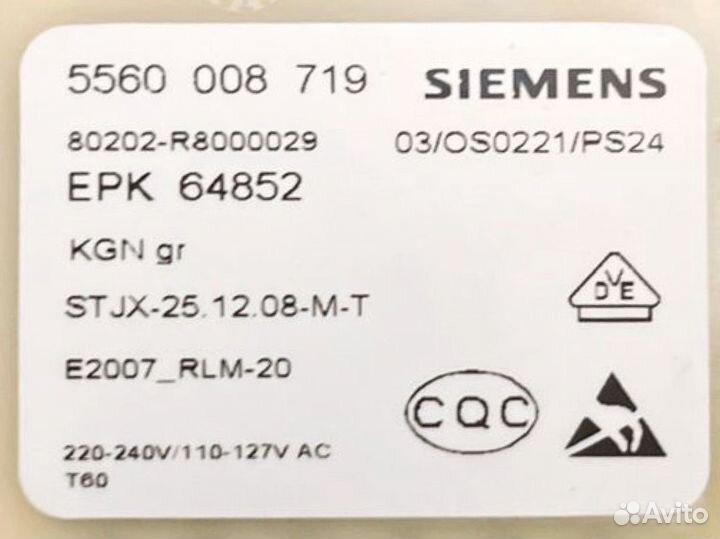 5560 008 719 SIEMENS
80202-R8000029 03/OS0221/PS24
EPK 64852
KGN gr
STJX-25.12.08-M-T
DVE
E2007_RLM-20
CQC
220-240V/110-127V AC
T60
Avito